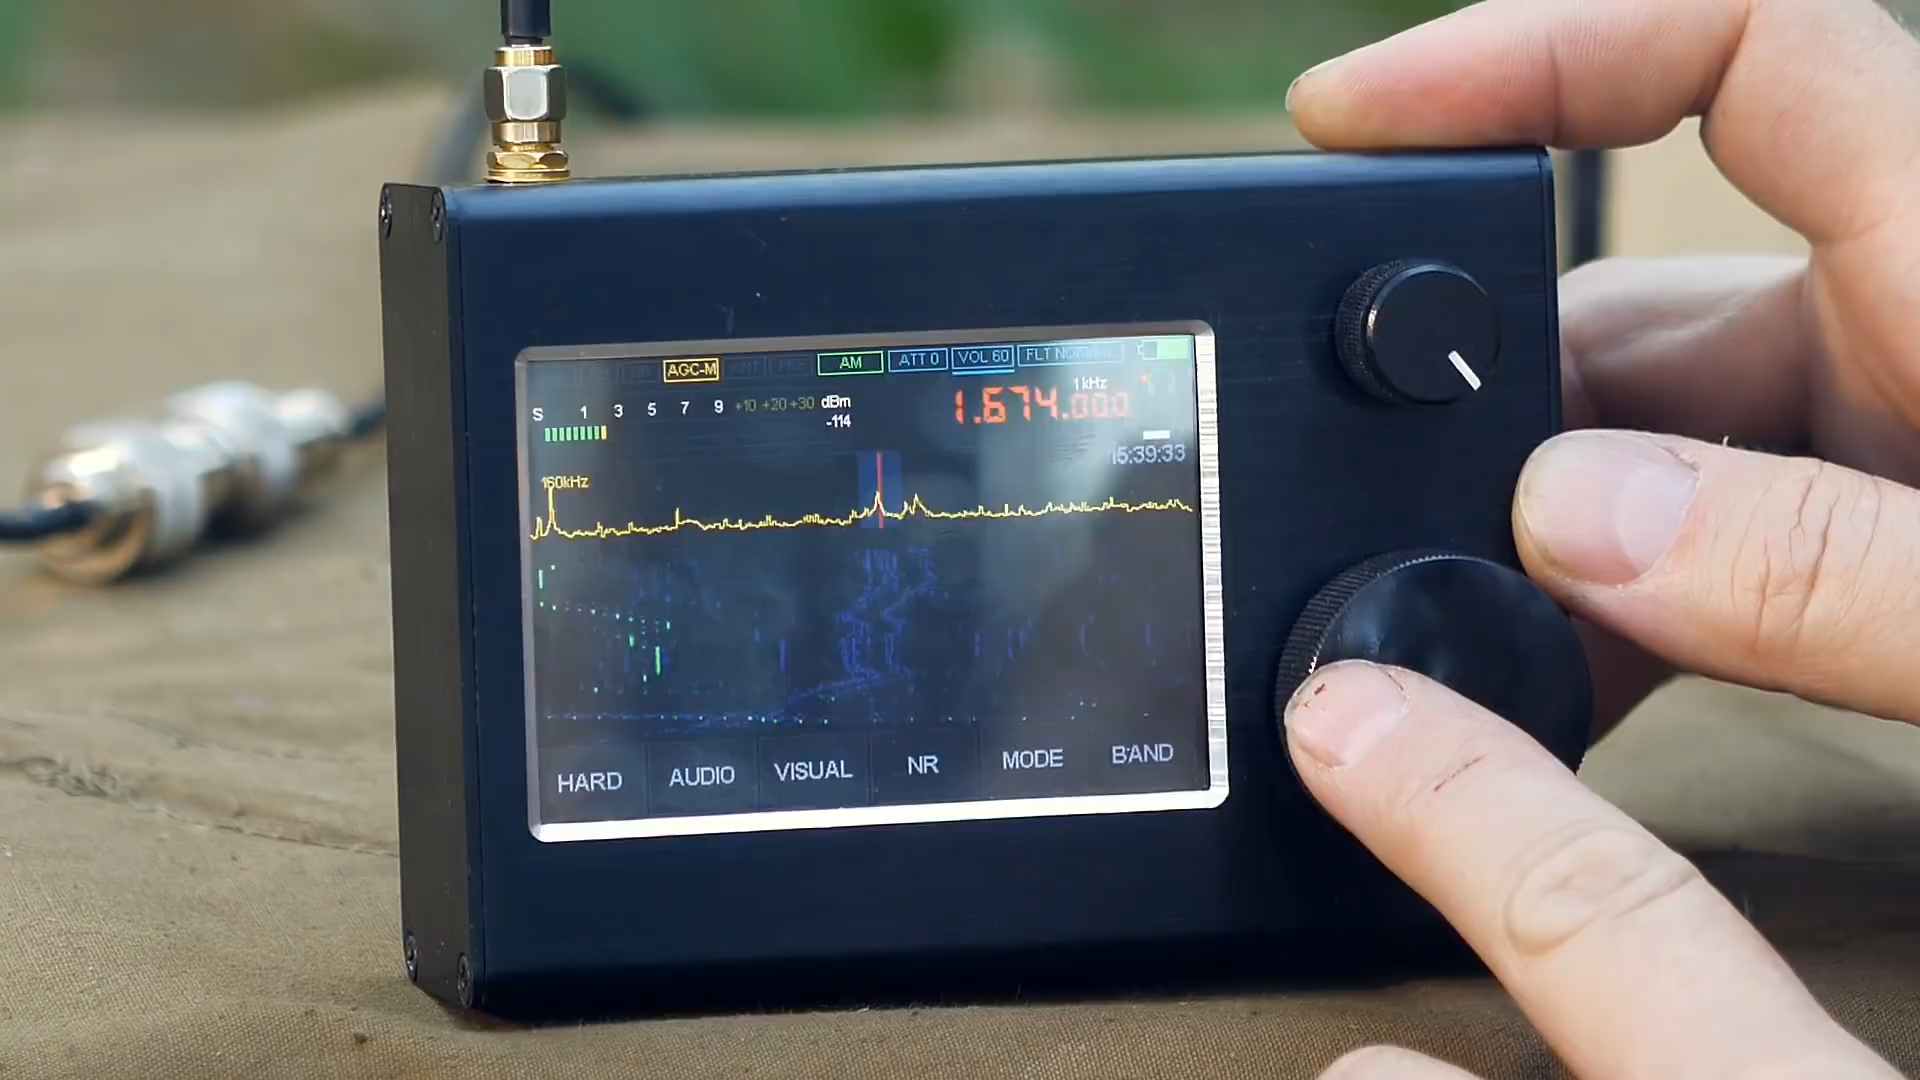 AGC-M AM ATT 0 VOL 60 FLT
S 1 3 5 7 9 +10 +20 +30 dBm
-114
1kHz
1.674.000
15:39:33
160kHz
HARD AUDIO VISUAL NR MODE BAND